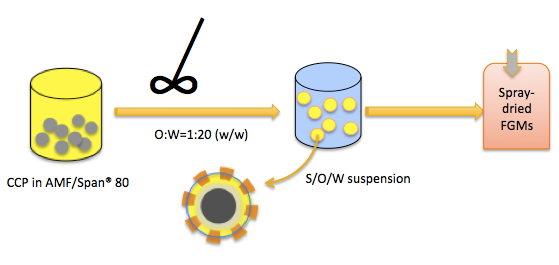 O:W=1:20 (w/w)
CCP in AMF/Span® 80
S/O/W suspension
Spray-
dried
FGMs